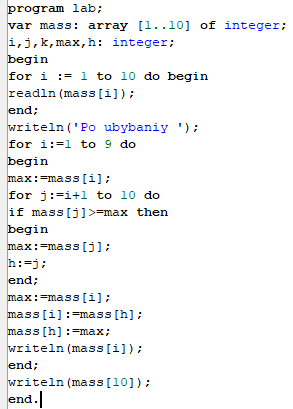 program lab;
var mass: array [1..10] of integer;
i,j,k,max,h: integer;
begin
for i := 1 to 10 do begin
readln(mass[i]);
end;
writeln('Po ubybaniy ');
for i:=1 to 9 do
begin
max:=mass[i];
for j:=i+1 to 10 do
if mass[j]>=max then
begin
max:=mass[j];
h:=j;
end;
max:=mass[i];
mass[i]:=mass[h];
mass[h]:=max;
writeln(mass[i]);
end;
writeln(mass[10]);
end.